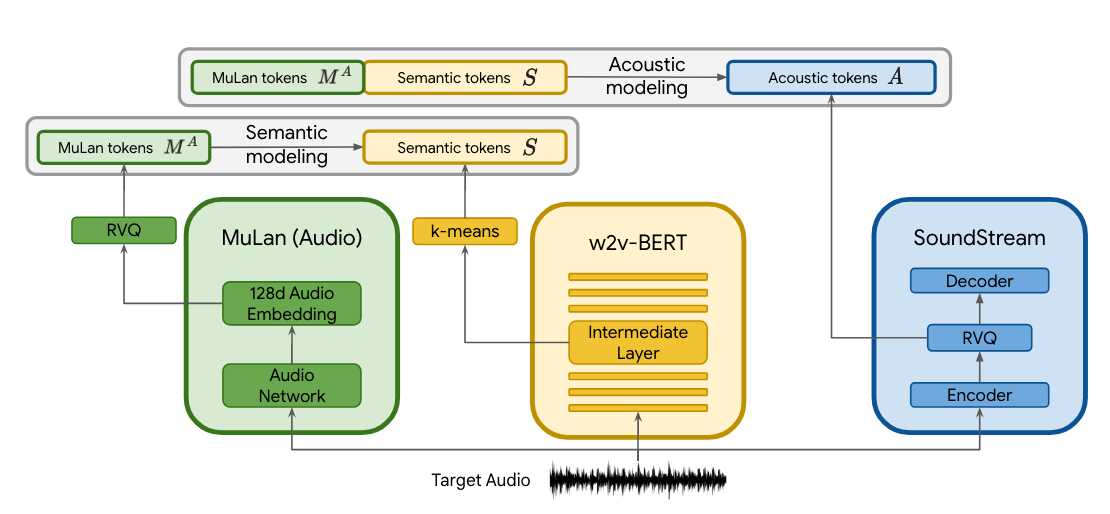 MuLan tokens M^A
Semantic tokens S
Acoustic
modeling
Acoustic tokens A
MuLan tokens M^A
Semantic
modeling
Semantic tokens S
RVQ
MuLan (Audio)
128d Audio
Embedding
Audio
Network
k-means
w2v-BERT
Intermediate
Layer
SoundStream
Decoder
RVQ
Encoder
Target Audio